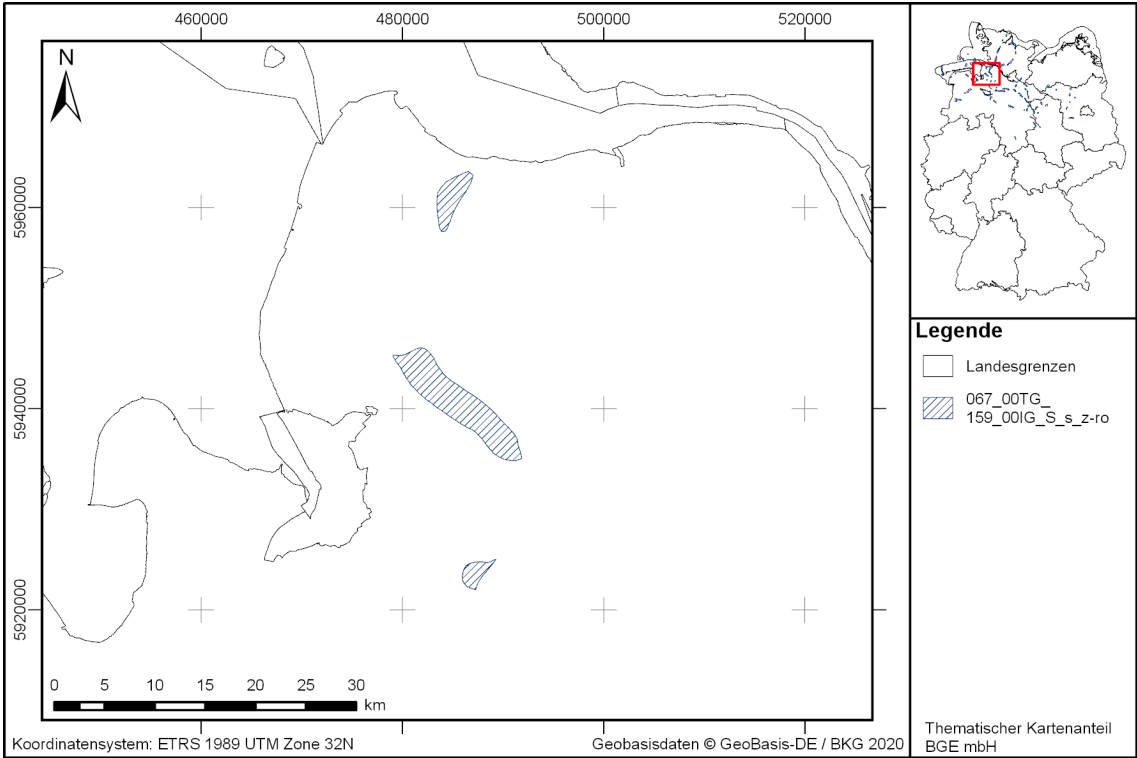 460000 480000 500000 520000
N
5960000
5940000
5920000
0 5 10 15 20 25 30
km
Koordinatensystem: ETRS 1989 UTM Zone 32N
Geobasisdaten © GeoBasis-DE / BKG 2020
Legende
Landesgrenzen
067_00TG_
159_00IG_S_s_z-ro
Thematischer Kartenanteil
BGE mbH